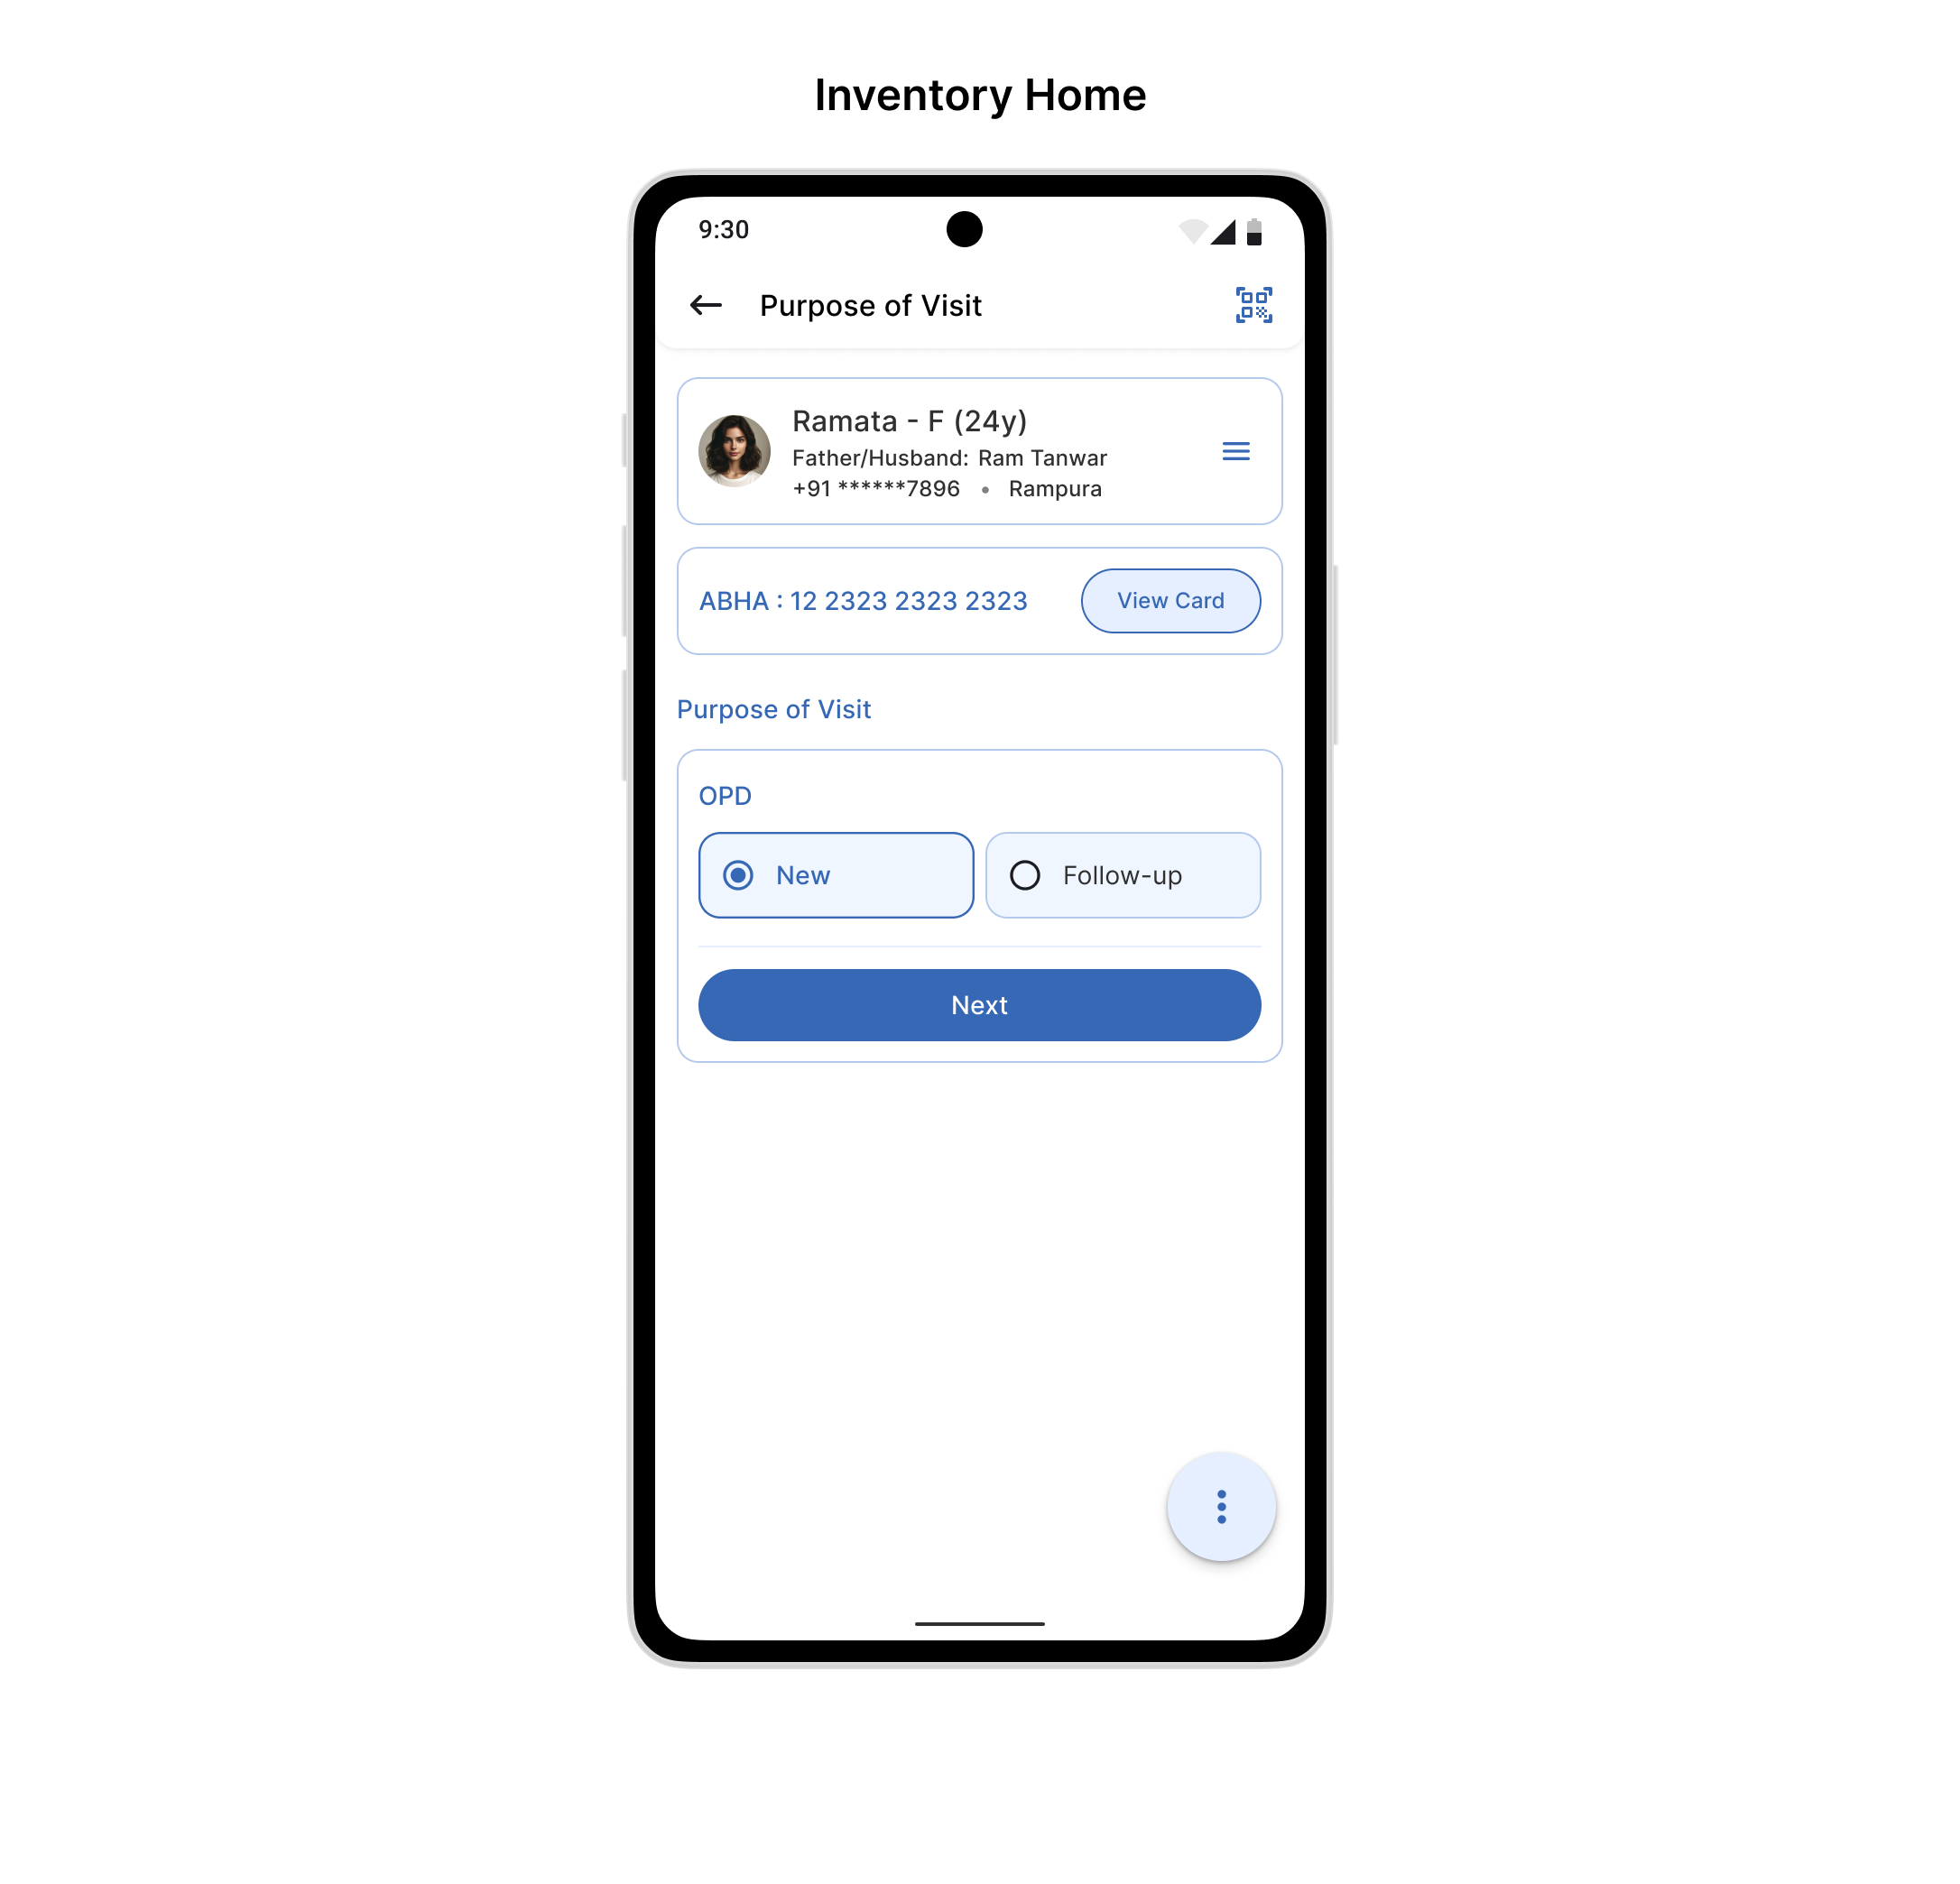 Inventory Home
9:30
Purpose of Visit
Ramata - F (24y)
Father/Husband: Ram Tanwar
+91 ******7896 • Rampura
ABHA : 12 2323 2323 2323
View Card
Purpose of Visit
OPD
New
Follow-up
Next